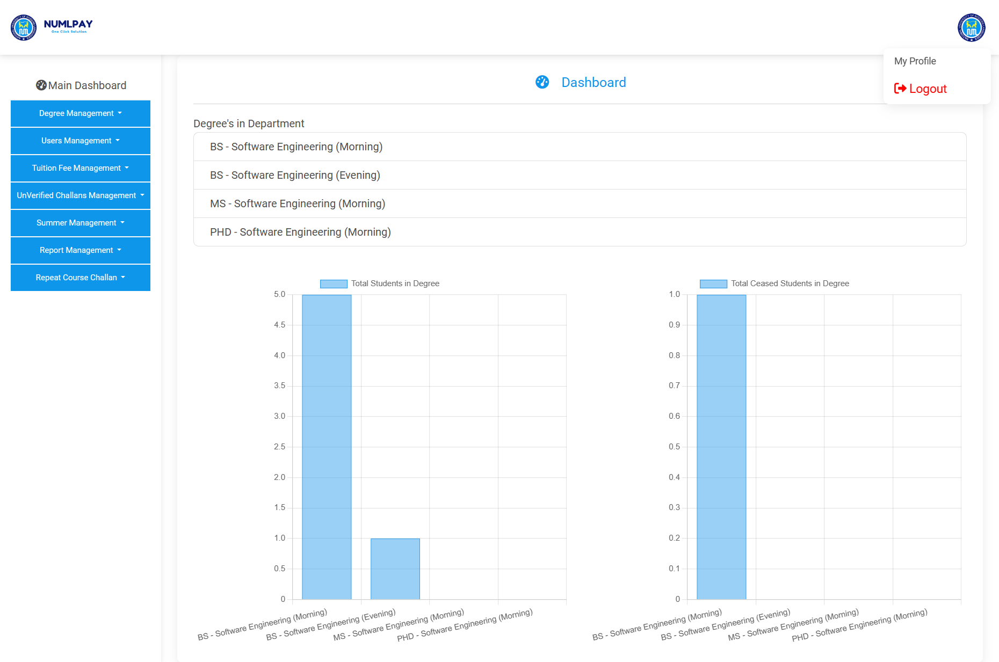 NUMLPAY
One Click Solution
My Profile
Logout
Main Dashboard
Degree Management
Users Management
Tuition Fee Management
UnVerified Challans Management
Summer Management
Report Management
Repeat Course Challan
Dashboard
Degree's in Department
BS - Software Engineering (Morning)
BS - Software Engineering (Evening)
MS - Software Engineering (Morning)
PHD - Software Engineering (Morning)
Total Students in Degree
5.0
4.5
4.0
3.5
3.0
2.5
2.0
1.5
1.0
0.5
0
BS - Software Engineering (Morning)
BS - Software Engineering (Evening)
MS - Software Engineering (Morning)
PHD - Software Engineering (Morning)
Total Ceased Students in Degree
1.0
0.9
0.8
0.7
0.6
0.5
0.4
0.3
0.2
0.1
0
BS - Software Engineering (Morning)
BS - Software Engineering (Evening)
MS - Software Engineering (Morning)
PHD - Software Engineering (Morning)